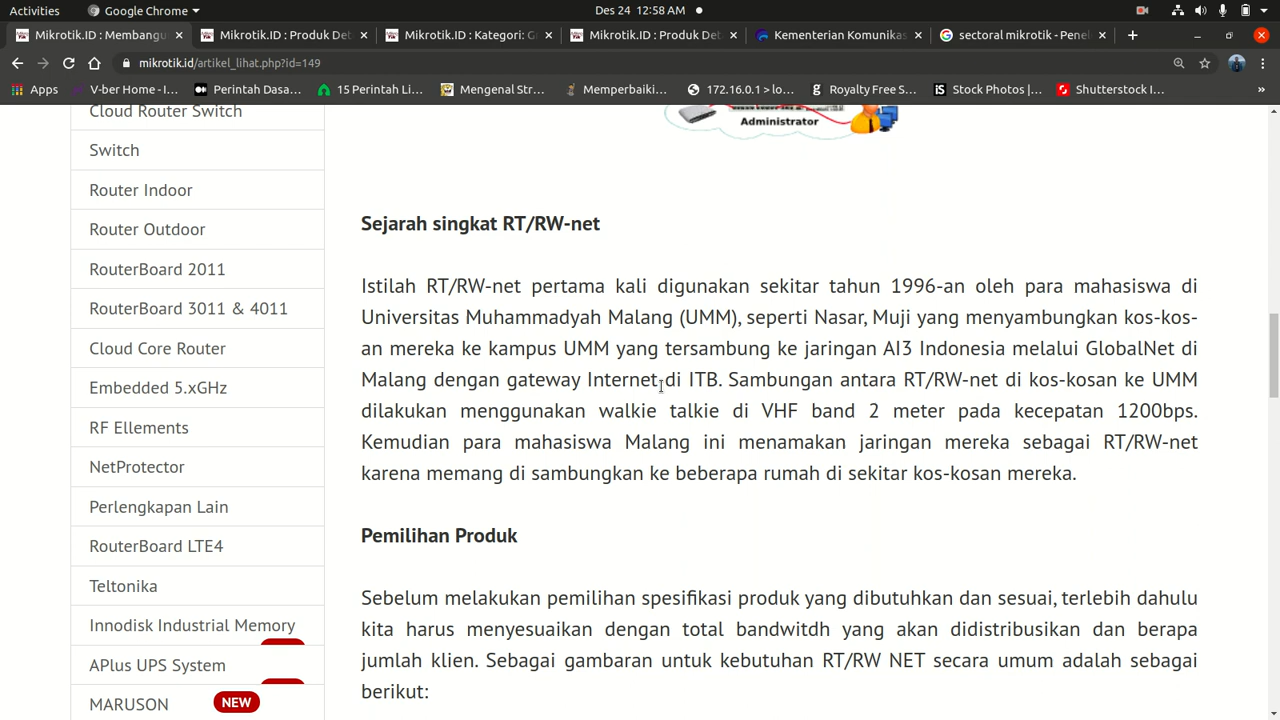 Activities
Google Chrome
Des 24 12:58 AM
Mikrotik.ID : Membangu
Mikrotik.ID : Produk De
Mikrotik.ID : Kategori: G
Mikrotik.ID : Produk De
Kementerian Komunikas
sectoral mikrotik - Pene
mikrotik.id/artikel_lihat.php?id=149
Apps
V-ber Home - I...
Perintah Dasa...
15 Perintah Li...
Mengenal Str...
Memperbaiki...
172.16.0.1 > lo...
Royalty Free S...
Stock Photos |...
Shutterstock I...
»
Cloud Router Switch
Switch
Router Indoor
Router Outdoor
RouterBoard 2011
RouterBoard 3011 & 4011
Cloud Core Router
Embedded 5.xGHz
RF Ellements
NetProtector
Perlengkapan Lain
RouterBoard LTE4
Teltonika
Innodisk Industrial Memory
APlus UPS System
MARUSON NEW
Administrator
Sejarah singkat RT/RW-net
Istilah RT/RW-net pertama kali digunakan sekitar tahun 1996-an oleh para mahasiswa di
Universitas Muhammadyah Malang (UMM), seperti Nasar, Muji yang menyambungkan kos-kos-
an mereka ke kampus UMM yang tersambung ke jaringan AI3 Indonesia melalui GlobalNet di
Malang dengan gateway Internet di ITB. Sambungan antara RT/RW-net di kos-kosan ke UMM
dilakukan menggunakan walkie talkie di VHF band 2 meter pada kecepatan 1200bps.
Kemudian para mahasiswa Malang ini menamakan jaringan mereka sebagai RT/RW-net
karena memang di sambungkan ke beberapa rumah di sekitar kos-kosan mereka.
Pemilihan Produk
Sebelum melakukan pemilihan spesifikasi produk yang dibutuhkan dan sesuai, terlebih dahulu
kita harus menyesuaikan dengan total bandwitdh yang akan didistribusikan dan berapa
jumlah klien. Sebagai gambaran untuk kebutuhan RT/RW NET secara umum adalah sebagai
berikut: